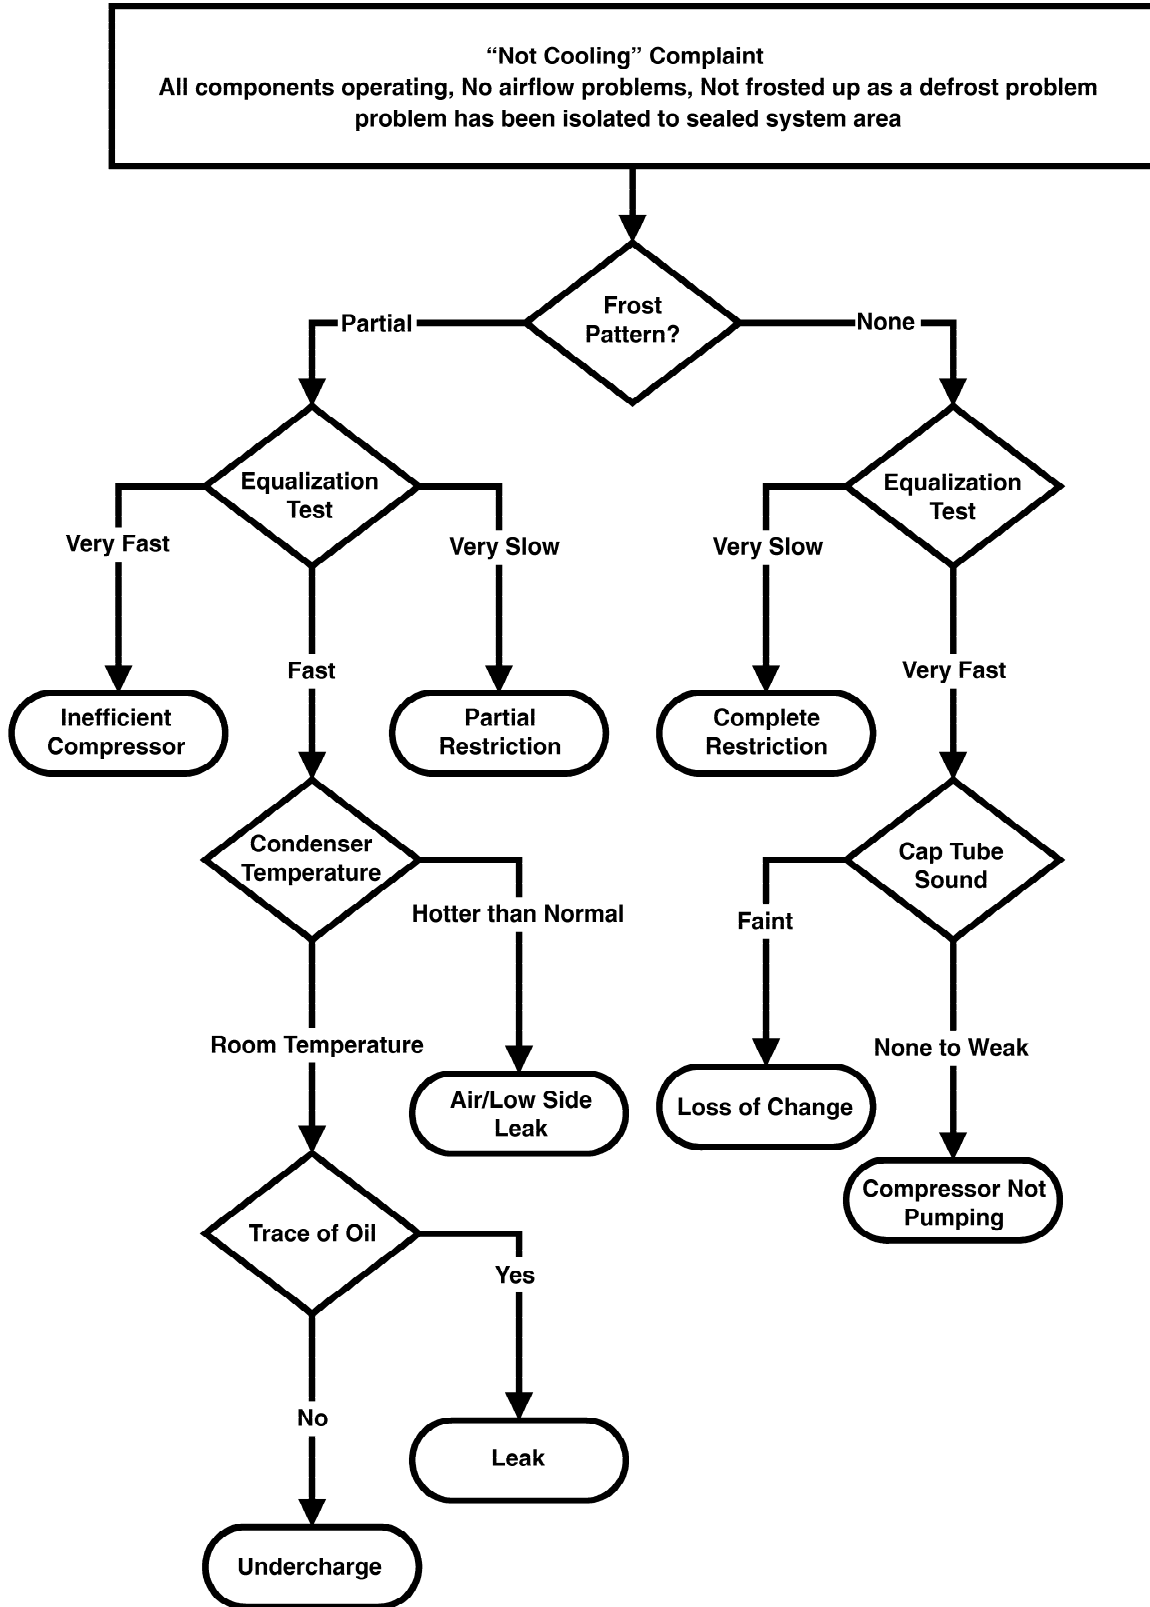 “Not Cooling” Complaint
All components operating, No airflow problems, Not frosted up as a defrost problem
problem has been isolated to sealed system area
Frost
Pattern?
Partial
None
Equalization
Test
Equalization
Test
Very Fast
Very Slow
Very Slow
Fast
Very Fast
Inefficient
Compressor
Partial
Restriction
Complete
Restriction
Condenser
Temperature
Cap Tube
Sound
Hotter than Normal
Faint
Room Temperature
None to Weak
Air/Low Side
Leak
Loss of Change
Compressor Not
Pumping
Trace of Oil
Yes
No
Leak
Undercharge